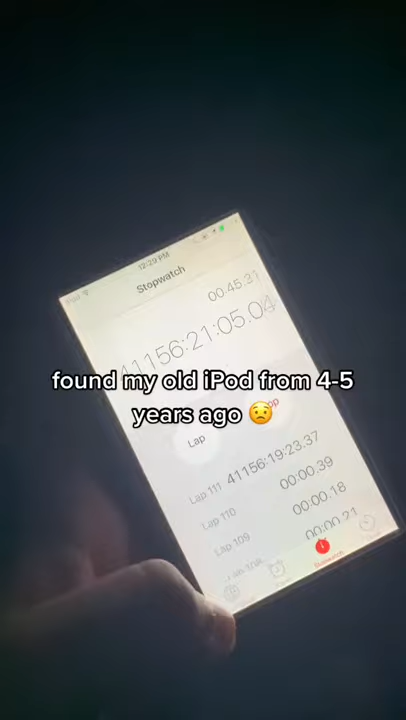 iPod
12:29 PM
Stopwatch
00:45.31
41156:21:05.04
found my old iPod from 4-5
years ago 😟
Lap
Lap 111 41156:19:23.37
Lap 110 00:00.39
Lap 109 00:00.18
00:00.21
Stopwatch